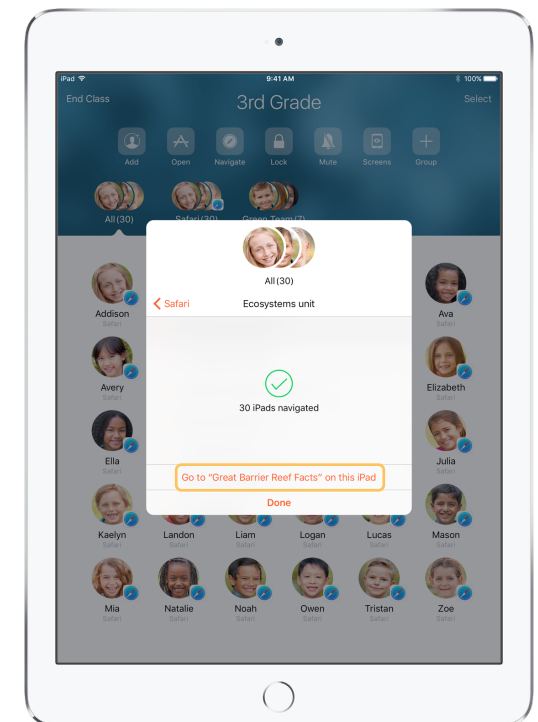 iPad 9:41 AM 100%
End Class 3rd Grade Select
Add Open Navigate Lock Mute Screens Group
All (30) Safari (30) Green Team (7)
All (30)
Safari Ecosystems unit
30 iPads navigated
Go to “Great Barrier Reef Facts” on this iPad
Done
Addison Ava
Safari Safari
Avery Elizabeth
Safari
Ella Julia
Safari Safari
Kaelyn Landon Liam Logan Lucas Mason
Safari Safari Safari Safari Safari Safari
Mia Natalie Noah Owen Tristan Zoe
Safari Safari Safari Safari Safari Safari